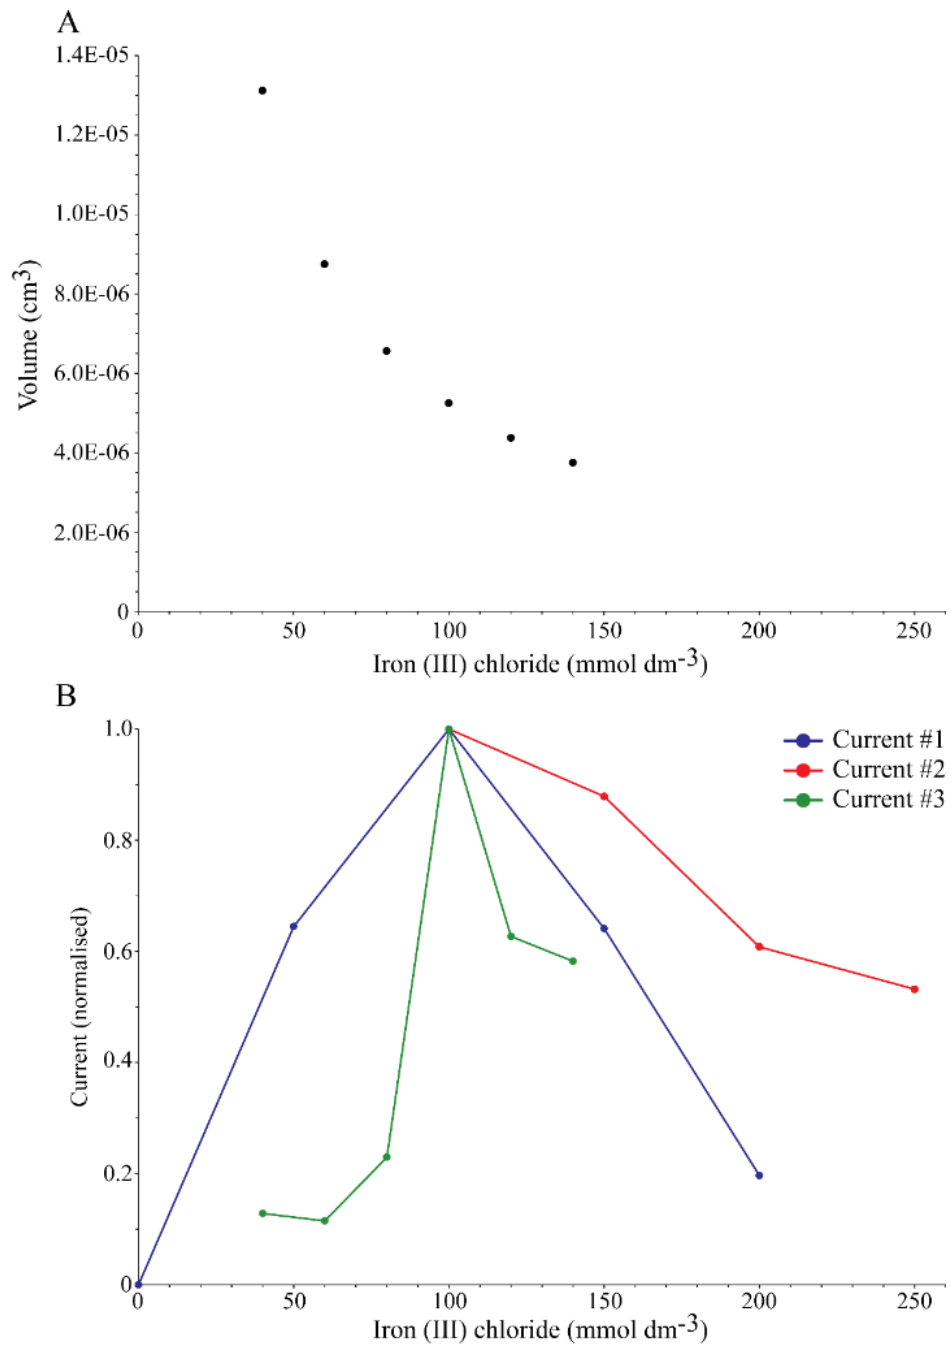 A
1.4E-05
1.2E-05
1.0E-05
8.0E-06
6.0E-06
4.0E-06
2.0E-06
0
Volume (cm³)
0 50 100 150 200 250
Iron (III) chloride (mmol dm⁻³)
B
1.0
0.8
0.6
0.4
0.2
0
Current (normalised)
Current #1
Current #2
Current #3
0 50 100 150 200 250
Iron (III) chloride (mmol dm⁻³)